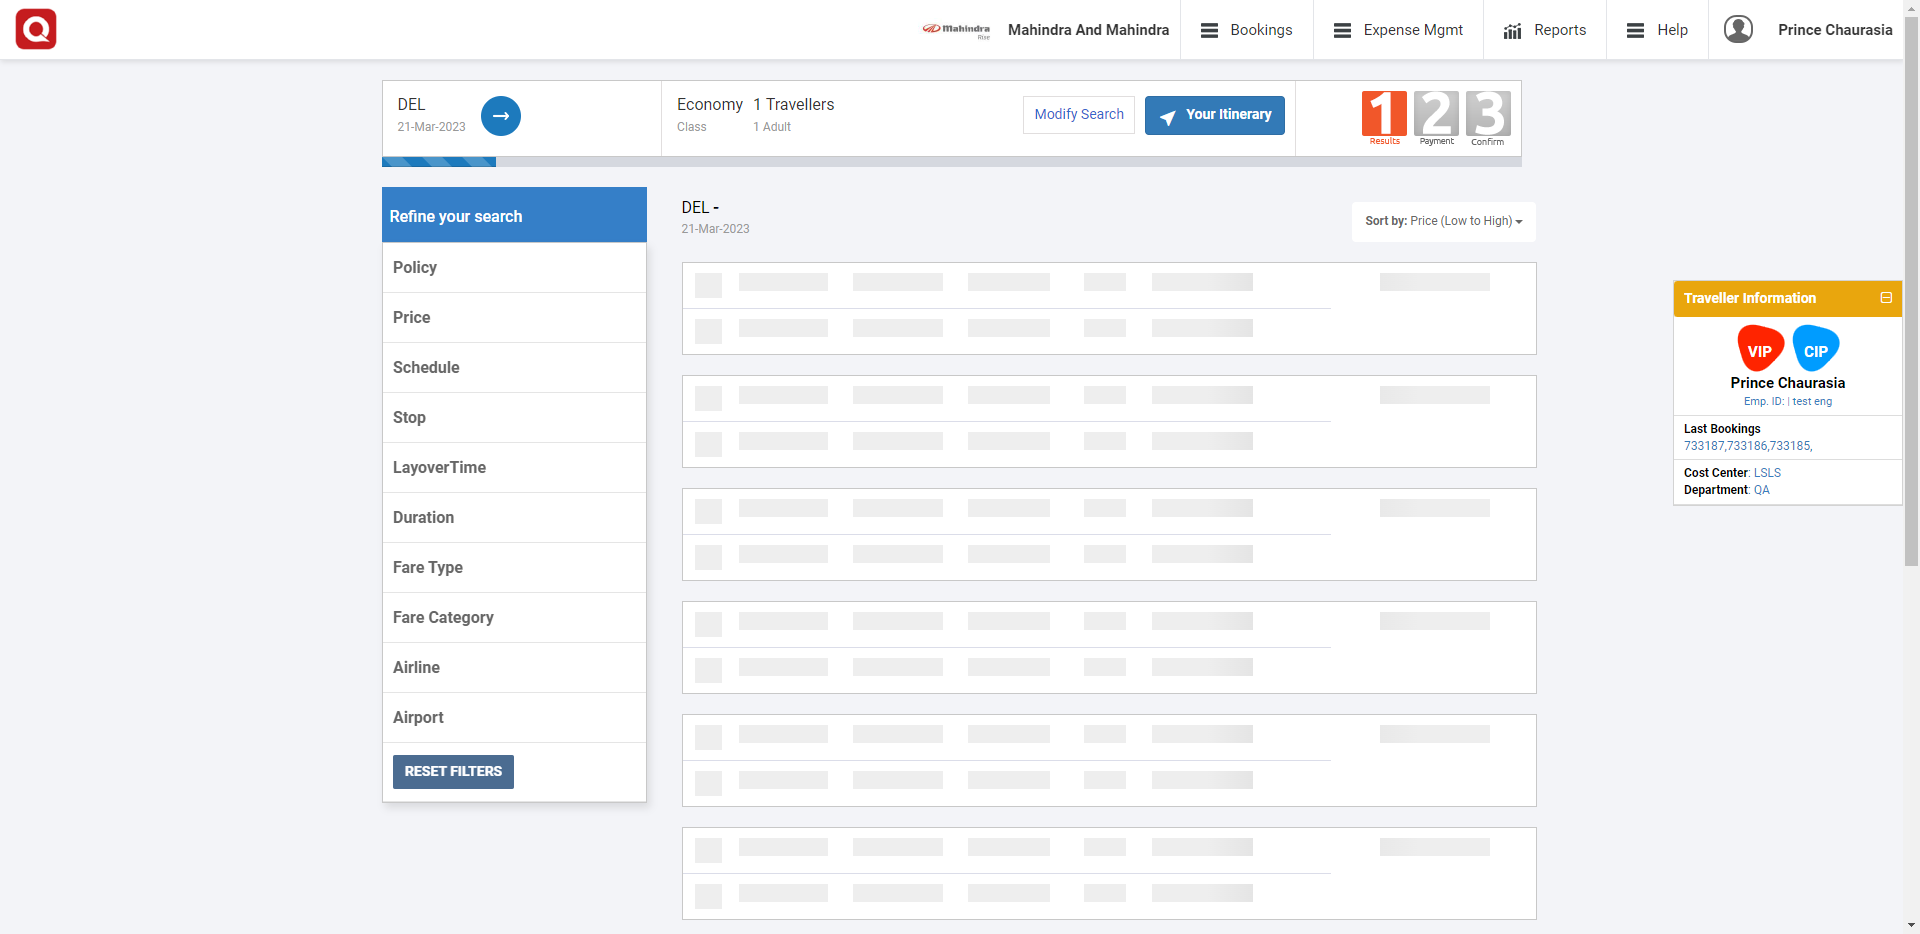 Mahindra Rise
Mahindra And Mahindra
Bookings
Expense Mgmt
Reports
Help
Prince Chaurasia
DEL
21-Mar-2023
Economy
Class
1 Travellers
1 Adult
Modify Search
Your Itinerary
1 2 3
Results Payment Confirm
Refine your search
Policy
Price
Schedule
Stop
LayoverTime
Duration
Fare Type
Fare Category
Airline
Airport
RESET FILTERS
DEL -
21-Mar-2023
Sort by: Price (Low to High)
Traveller Information
VIP CIP
Prince Chaurasia
Emp. ID: | test eng
Last Bookings
733187,733186,733185,
Cost Center: LSLS
Department: QA